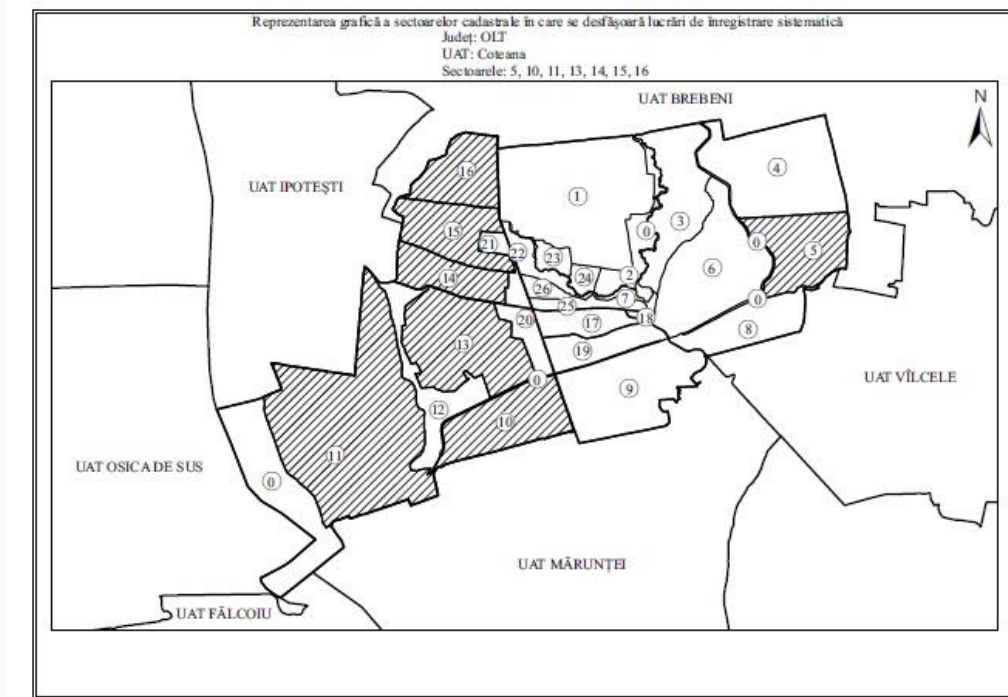 Reprezentarea grafică a sectoarelor cadastrale în care se desfășoară lucrări de înregistrare sistematică
Județ: OLT
UAT: Coteana
Sectoarele: 5, 10, 11, 13, 14, 15, 16
UAT BREBENI
N
UAT IPOTEȘTI
16
1
4
3
15
21
22
0
0
5
23
6
14
24
2
26
25
7
0
20
17
18
8
13
19
0
9
12
10
UAT VÎLCELE
11
UAT OSICA DE SUS
0
UAT MĂRUNȚEI
UAT FĂLCOIU